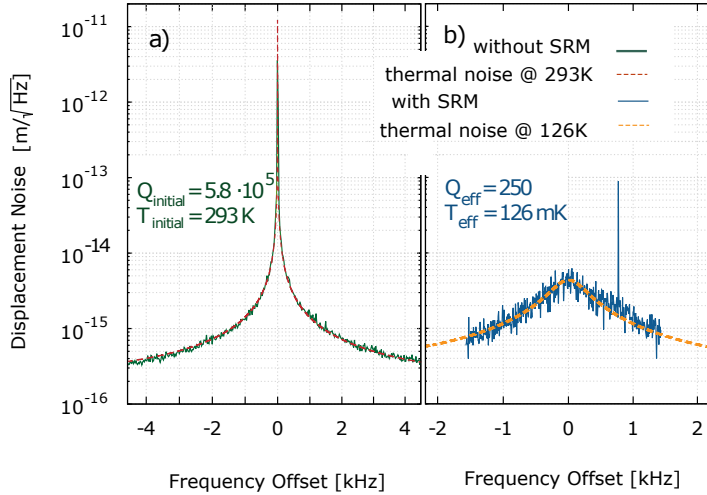 a)
b)
without SRM
thermal noise @ 293K
with SRM
thermal noise @ 126K
Q_initial = 5.8 ·10^5
T_initial = 293 K
Q_eff = 250
T_eff = 126 mK
Displacement Noise [m/√Hz]
10^-11
10^-12
10^-13
10^-14
10^-15
10^-16
-4 -2 0 2 4
-2 -1 0 1 2
Frequency Offset [kHz] Frequency Offset [kHz]